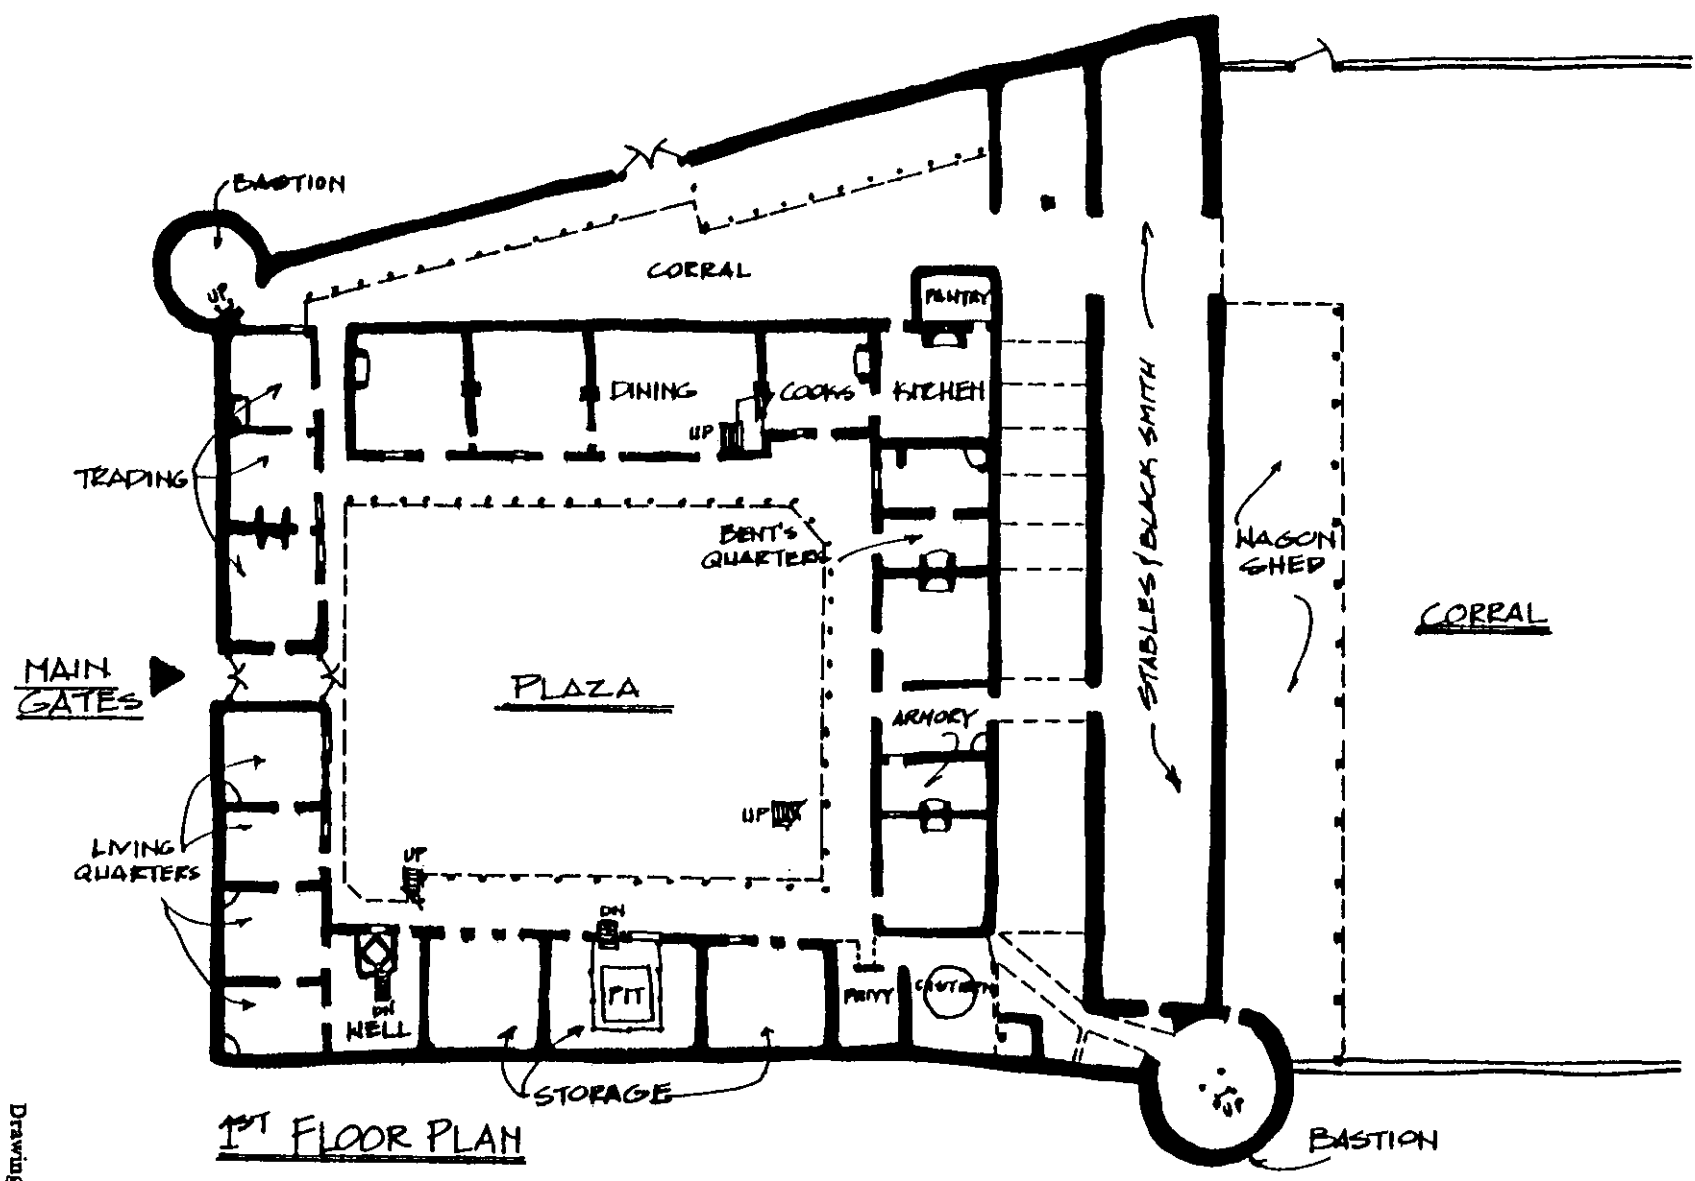 BASTION
UP
CORRAL
PANTRY
DINING
COOKS
KITCHEN
UP
TRADING
BENT'S
QUARTERS
STABLES & BLACK SMITH
WAGON
SHED
CORRAL
MAIN
GATES
PLAZA
ARMORY
UP
LIVING
QUARTERS
UP
DN
PIT
PRIVY
DN
WELL
STORAGE
UP
BASTION
1ST FLOOR PLAN
Drawing